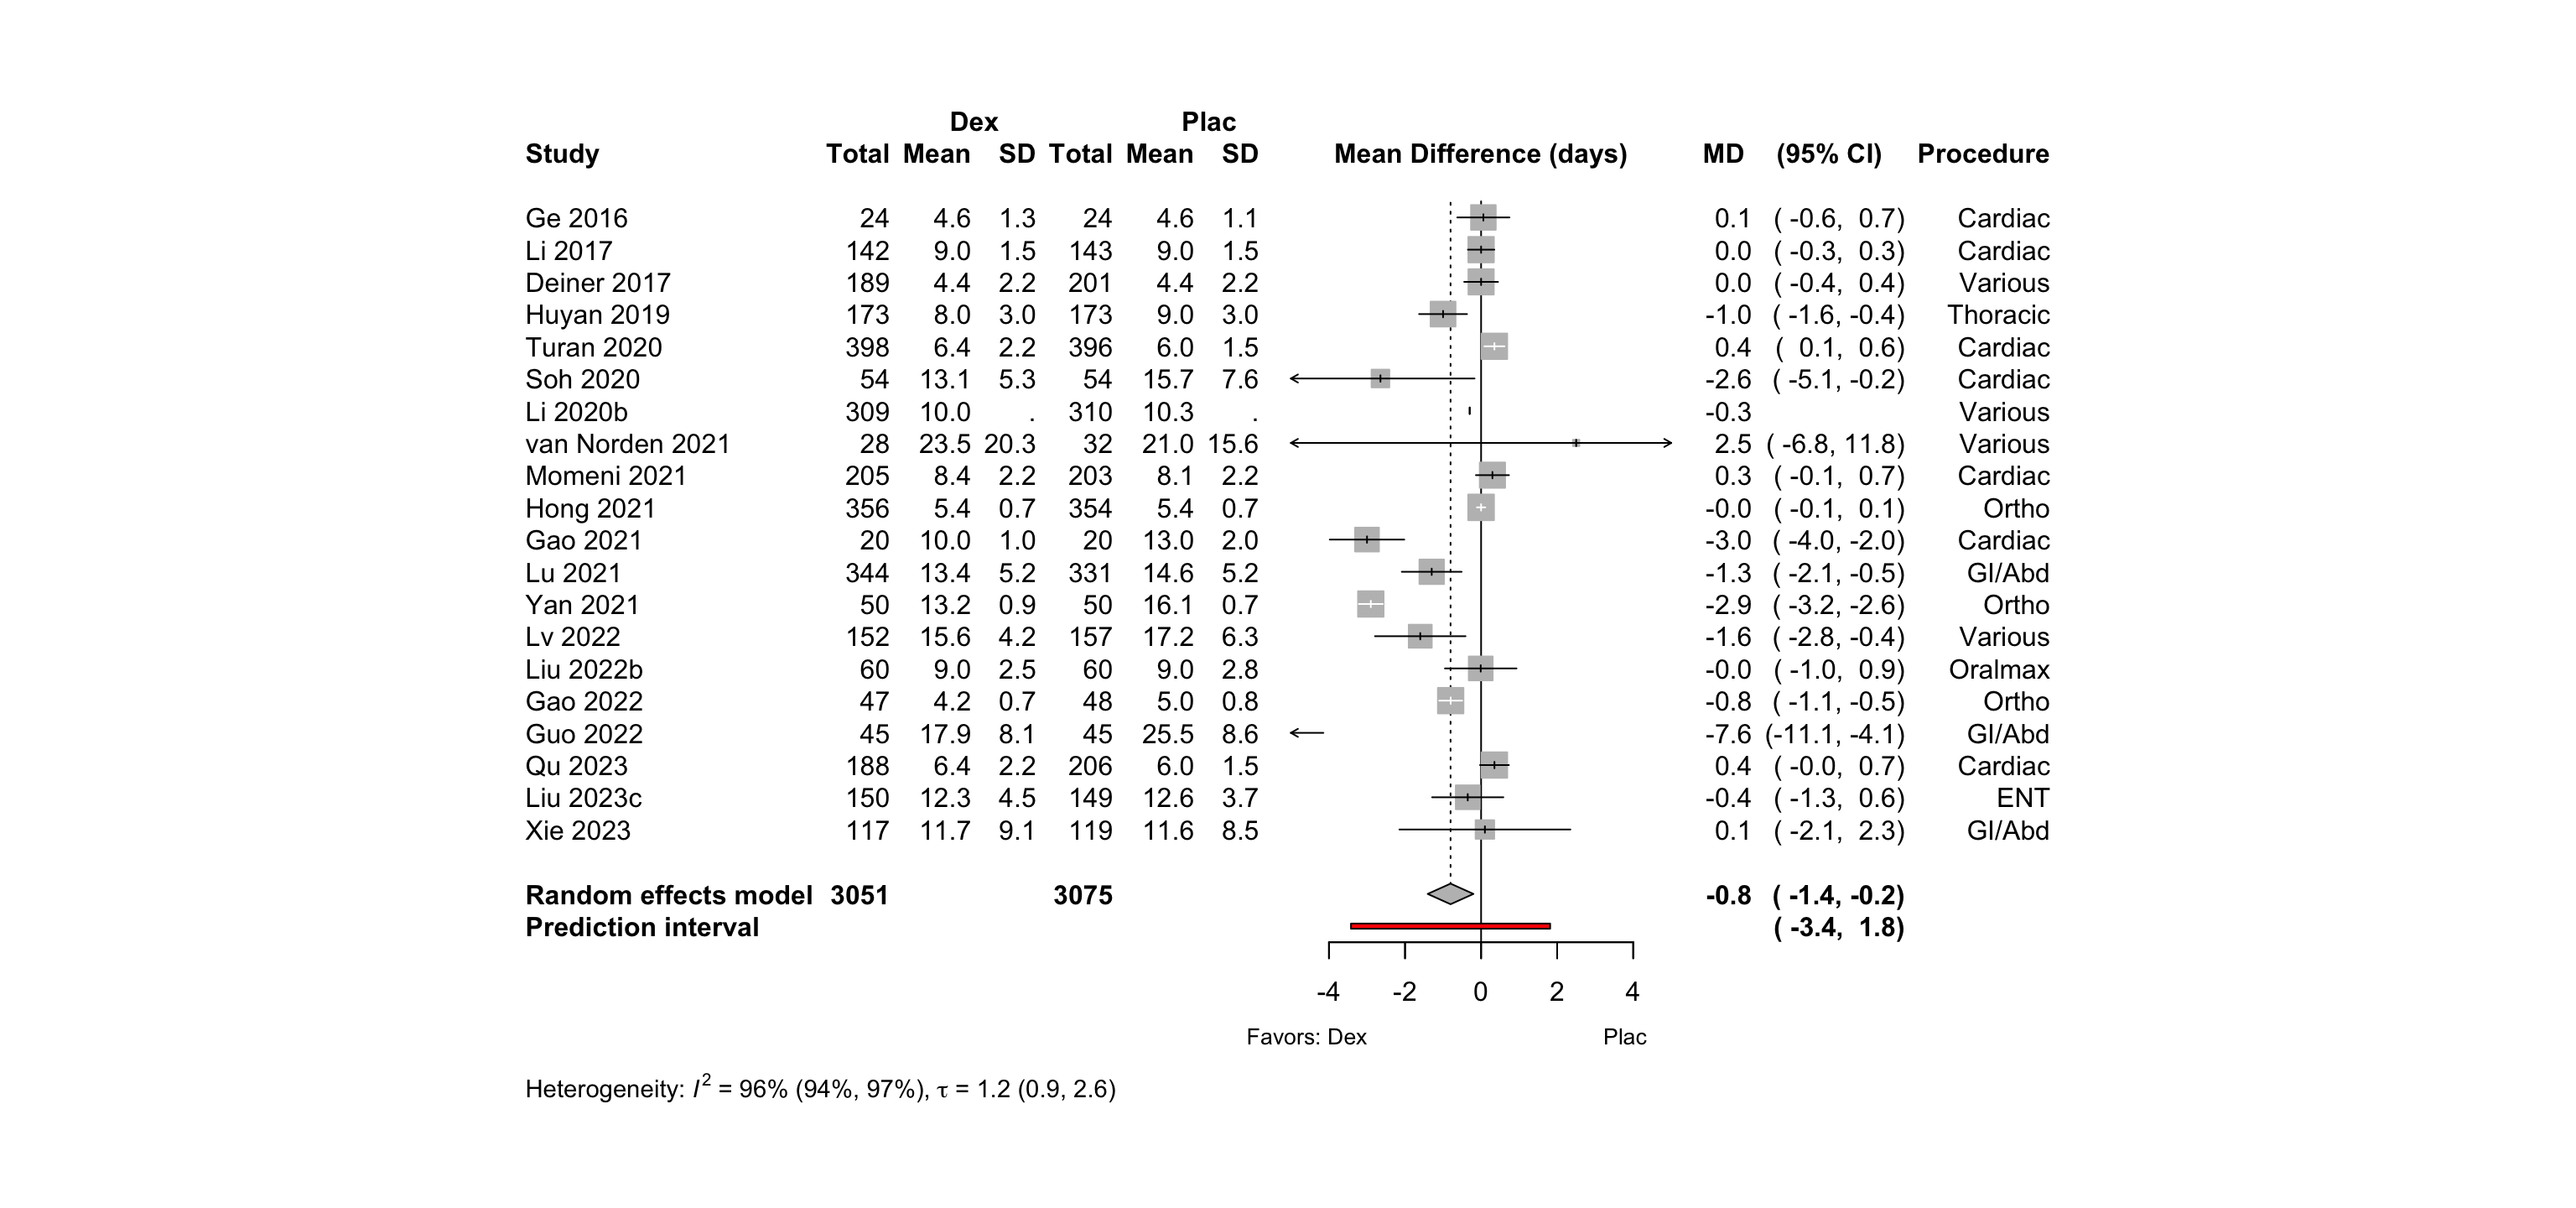 Dex Plac
Study Total Mean SD Total Mean SD Mean Difference (days) MD (95% CI) Procedure
Ge 2016 24 4.6 1.3 24 4.6 1.1 0.1 ( -0.6, 0.7) Cardiac
Li 2017 142 9.0 1.5 143 9.0 1.5 0.0 ( -0.3, 0.3) Cardiac
Deiner 2017 189 4.4 2.2 201 4.4 2.2 0.0 ( -0.4, 0.4) Various
Huyan 2019 173 8.0 3.0 173 9.0 3.0 -1.0 ( -1.6, -0.4) Thoracic
Turan 2020 398 6.4 2.2 396 6.0 1.5 0.4 ( 0.1, 0.6) Cardiac
Soh 2020 54 13.1 5.3 54 15.7 7.6 -2.6 ( -5.1, -0.2) Cardiac
Li 2020b 309 10.0 . 310 10.3 . -0.3 Various
van Norden 2021 28 23.5 20.3 32 21.0 15.6 2.5 ( -6.8, 11.8) Various
Momeni 2021 205 8.4 2.2 203 8.1 2.2 0.3 ( -0.1, 0.7) Cardiac
Hong 2021 356 5.4 0.7 354 5.4 0.7 -0.0 ( -0.1, 0.1) Ortho
Gao 2021 20 10.0 1.0 20 13.0 2.0 -3.0 ( -4.0, -2.0) Cardiac
Lu 2021 344 13.4 5.2 331 14.6 5.2 -1.3 ( -2.1, -0.5) GI/Abd
Yan 2021 50 13.2 0.9 50 16.1 0.7 -2.9 ( -3.2, -2.6) Ortho
Lv 2022 152 15.6 4.2 157 17.2 6.3 -1.6 ( -2.8, -0.4) Various
Liu 2022b 60 9.0 2.5 60 9.0 2.8 -0.0 ( -1.0, 0.9) Oralmax
Gao 2022 47 4.2 0.7 48 5.0 0.8 -0.8 ( -1.1, -0.5) Ortho
Guo 2022 45 17.9 8.1 45 25.5 8.6 -7.6 (-11.1, -4.1) GI/Abd
Qu 2023 188 6.4 2.2 206 6.0 1.5 0.4 ( -0.0, 0.7) Cardiac
Liu 2023c 150 12.3 4.5 149 12.6 3.7 -0.4 ( -1.3, 0.6) ENT
Xie 2023 117 11.7 9.1 119 11.6 8.5 0.1 ( -2.1, 2.3) GI/Abd
Random effects model 3051 3075 -0.8 ( -1.4, -0.2)
Prediction interval ( -3.4, 1.8)
-4 -2 0 2 4
Favors: Dex Plac
Heterogeneity: I² = 96% (94%, 97%), τ = 1.2 (0.9, 2.6)